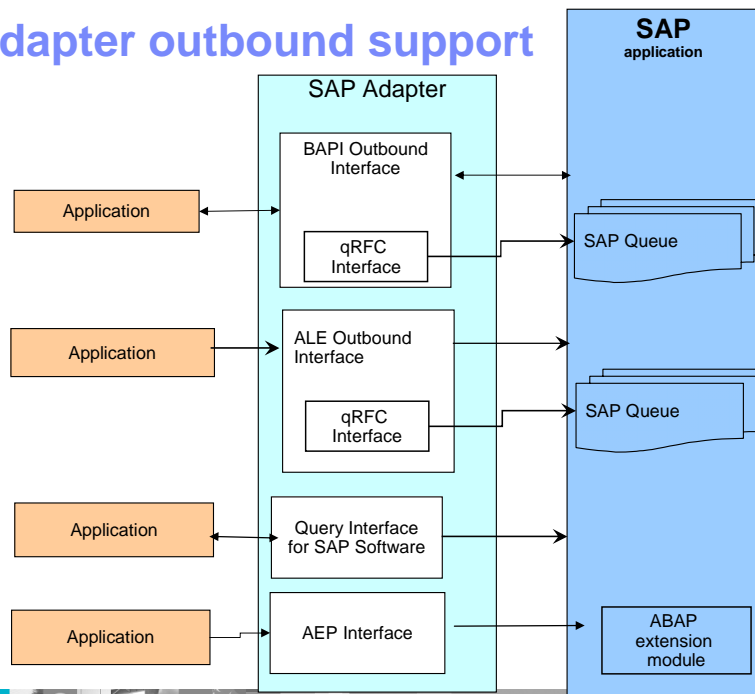 dapter outbound support
SAP
application
SAP Adapter
BAPI Outbound
Interface
Application
qRFC
Interface
SAP Queue
ALE Outbound
Interface
Application
qRFC
Interface
SAP Queue
Application
Query Interface
for SAP Software
Application
AEP Interface
ABAP
extension
module